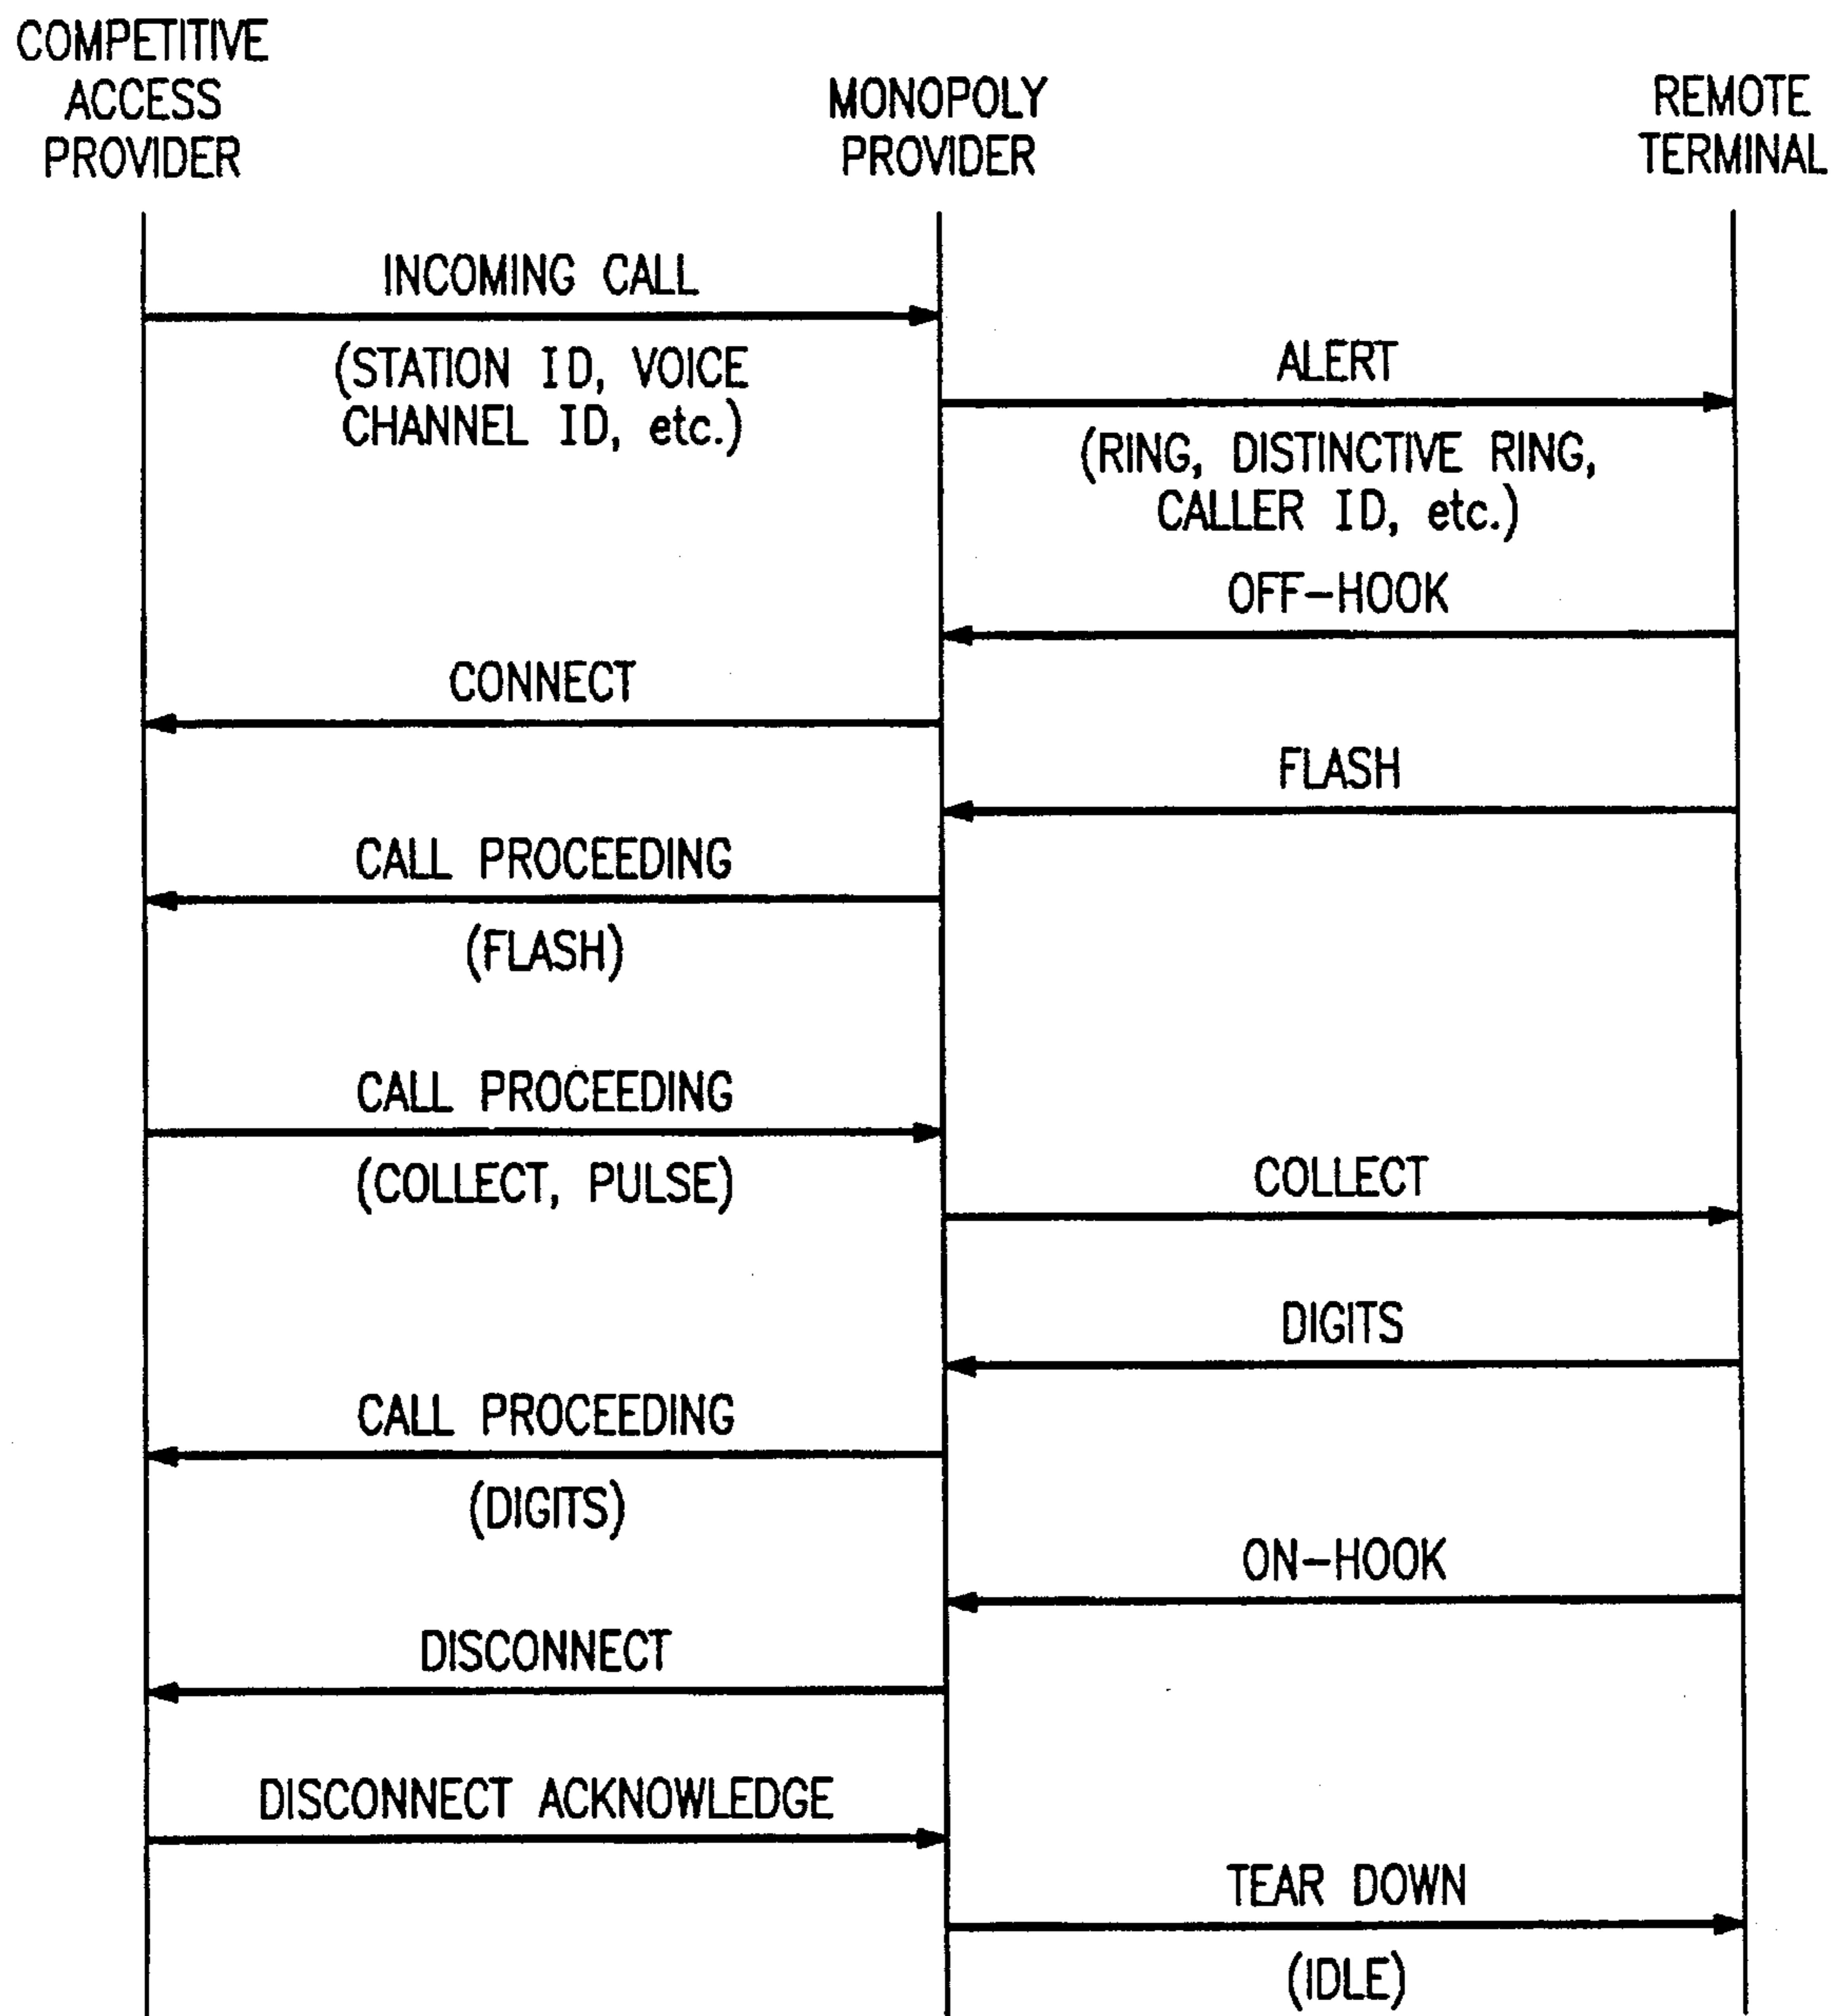 COMPETITIVE
ACCESS
PROVIDER
MONOPOLY
PROVIDER
REMOTE
TERMINAL
INCOMING CALL
(STATION ID, VOICE
CHANNEL ID, etc.)
ALERT
(RING, DISTINCTIVE RING,
CALLER ID, etc.)
OFF-HOOK
CONNECT
FLASH
CALL PROCEEDING
(FLASH)
CALL PROCEEDING
(COLLECT, PULSE)
COLLECT
DIGITS
CALL PROCEEDING
(DIGITS)
ON-HOOK
DISCONNECT
DISCONNECT ACKNOWLEDGE
TEAR DOWN
(IDLE)